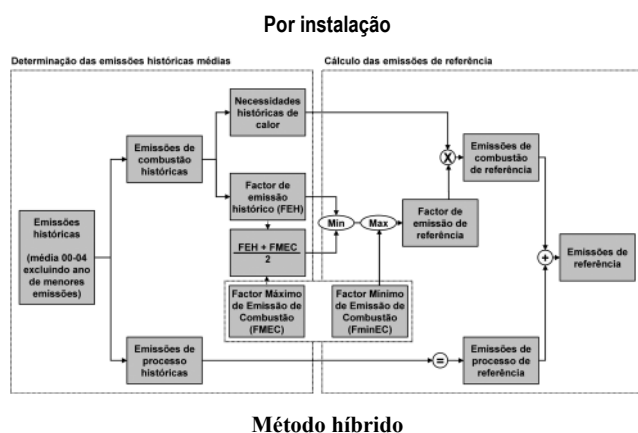 Por instalação
Determinação das emissões históricas médias
Cálculo das emissões de referência
Necessidades
históricas de
calor
Emissões de
combustão
históricas
Emissões de
combustão
de referência
X
Factor de
emissão
histórico (FEH)
Min
Max
Factor de
emissão de
referência
Emissões
históricas
(média 00-04
excluindo ano
de menores
emissões)
FEH + FMEC
2
+
Emissões de
referência
Factor Máximo
de Emissão de
Combustão
(FMEC)
Factor Mínimo
de Emissão de
Combustão
(FminEC)
Emissões de
processo
históricas
=
Emissões de
processo de
referência
Método híbrido